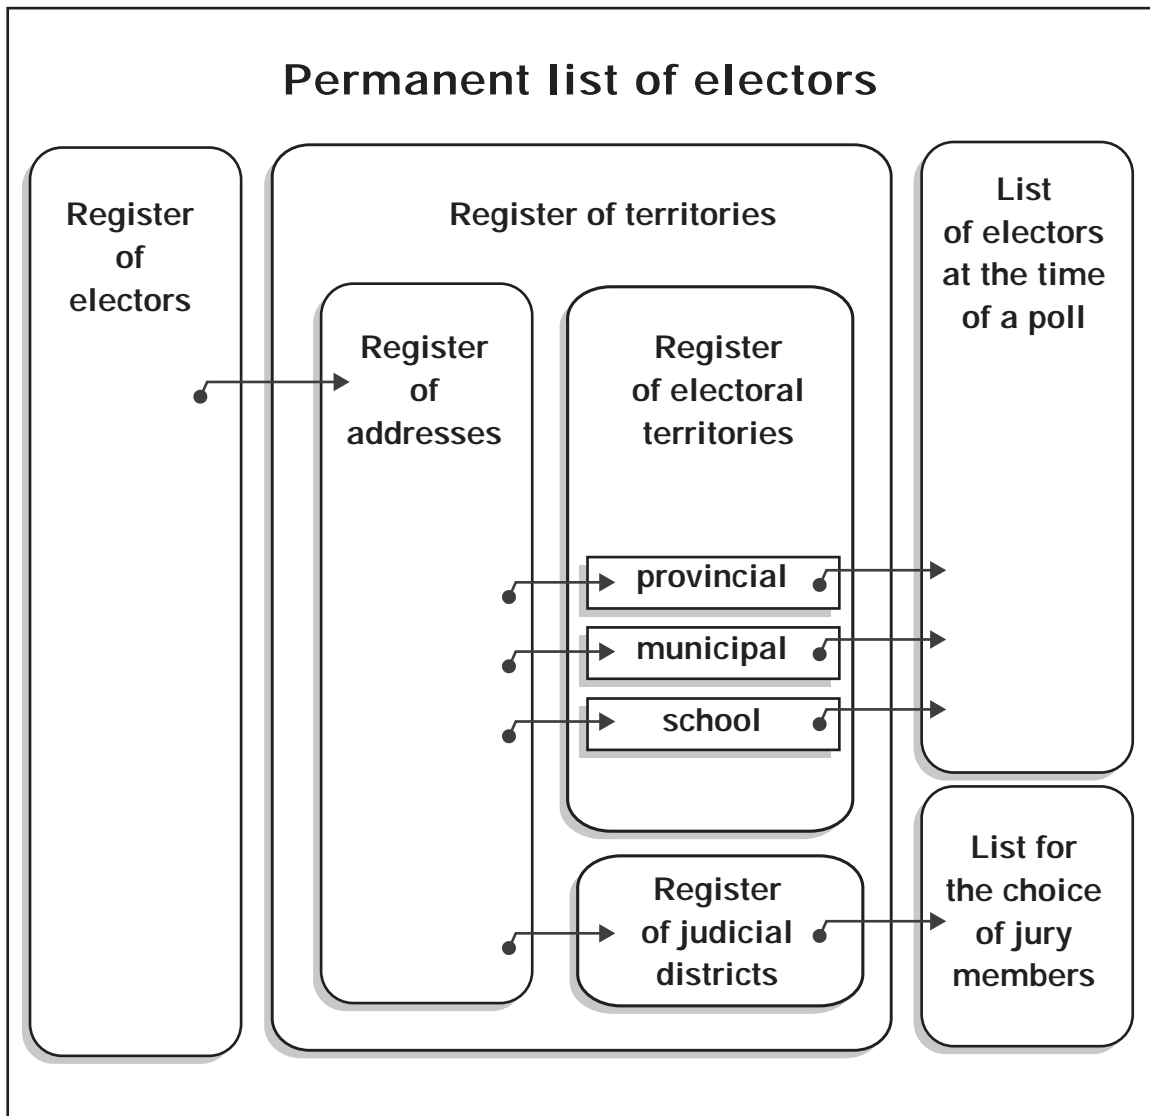 Permanent list of electors
Register
of
electors
Register of territories
Register
of
addresses
Register
of electoral
territories
provincial
municipal
school
Register
of judicial
districts
List
of electors
at the time
of a poll
List for
the choice
of jury
members